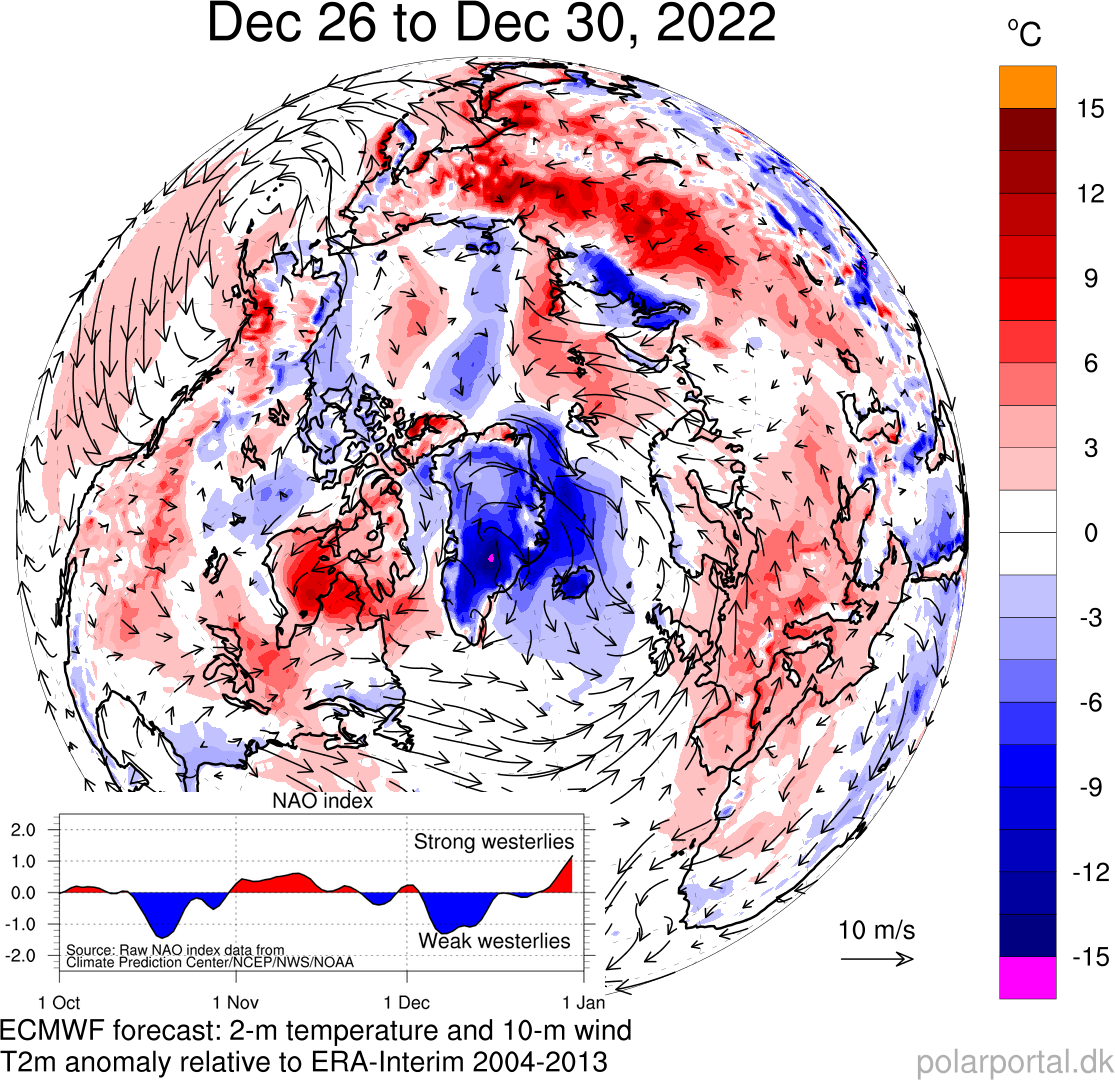 Dec 26 to Dec 30, 2022
°C
15
12
9
6
3
0
-3
-6
-9
-12
-15
10 m/s
NAO index
2.0
1.0
0.0
-1.0
-2.0
Strong westerlies
Weak westerlies
Source: Raw NAO index data from
Climate Prediction Center/NCEP/NWS/NOAA
1 Oct
1 Nov
1 Dec
1 Jan
ECMWF forecast: 2-m temperature and 10-m wind
T2m anomaly relative to ERA-Interim 2004-2013
polarportal.dk